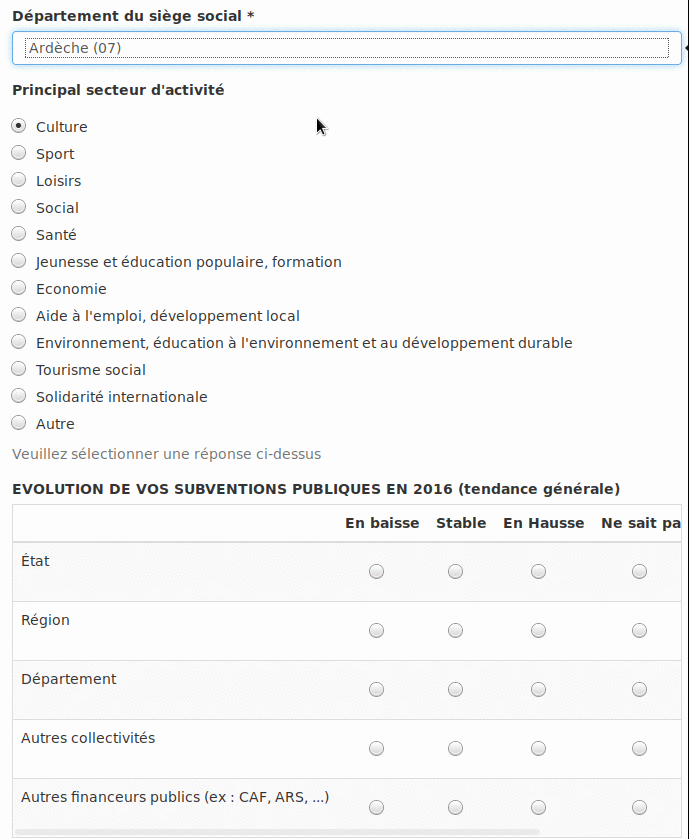 Département du siège social *
Ardèche (07)
Principal secteur d'activité
Culture
Sport
Loisirs
Social
Santé
Jeunesse et éducation populaire, formation
Economie
Aide à l'emploi, développement local
Environnement, éducation à l'environnement et au développement durable
Tourisme social
Solidarité internationale
Autre
Veuillez sélectionner une réponse ci-dessus
EVOLUTION DE VOS SUBVENTIONS PUBLIQUES EN 2016 (tendance générale)
En baisse Stable En Hausse Ne sait pa
État
Région
Département
Autres collectivités
Autres financeurs publics (ex : CAF, ARS, ...)